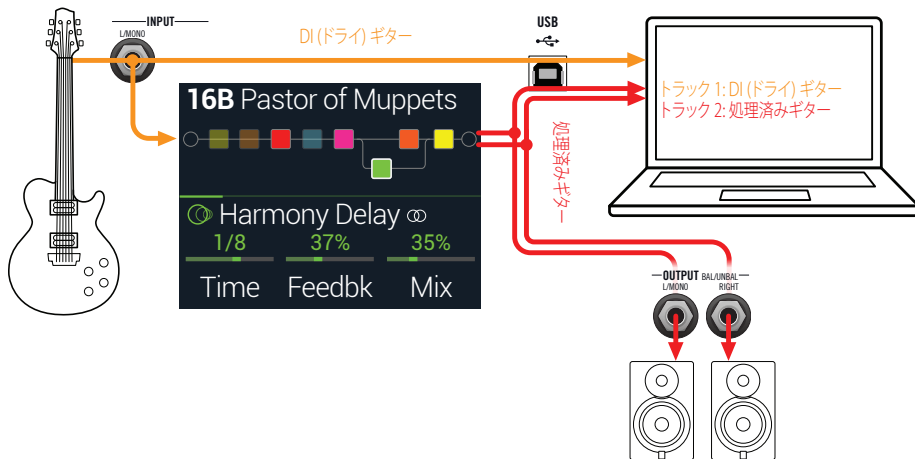 INPUT
L/MONO
DI (ドライ) ギター
USB
16B Pastor of Muppets
Harmony Delay
1/8 37% 35%
Time Feedbk Mix
処理済みギター
トラック 1: DI (ドライ) ギター
トラック 2: 処理済みギター
OUTPUT BAL/UNBAL
L/MONO RIGHT